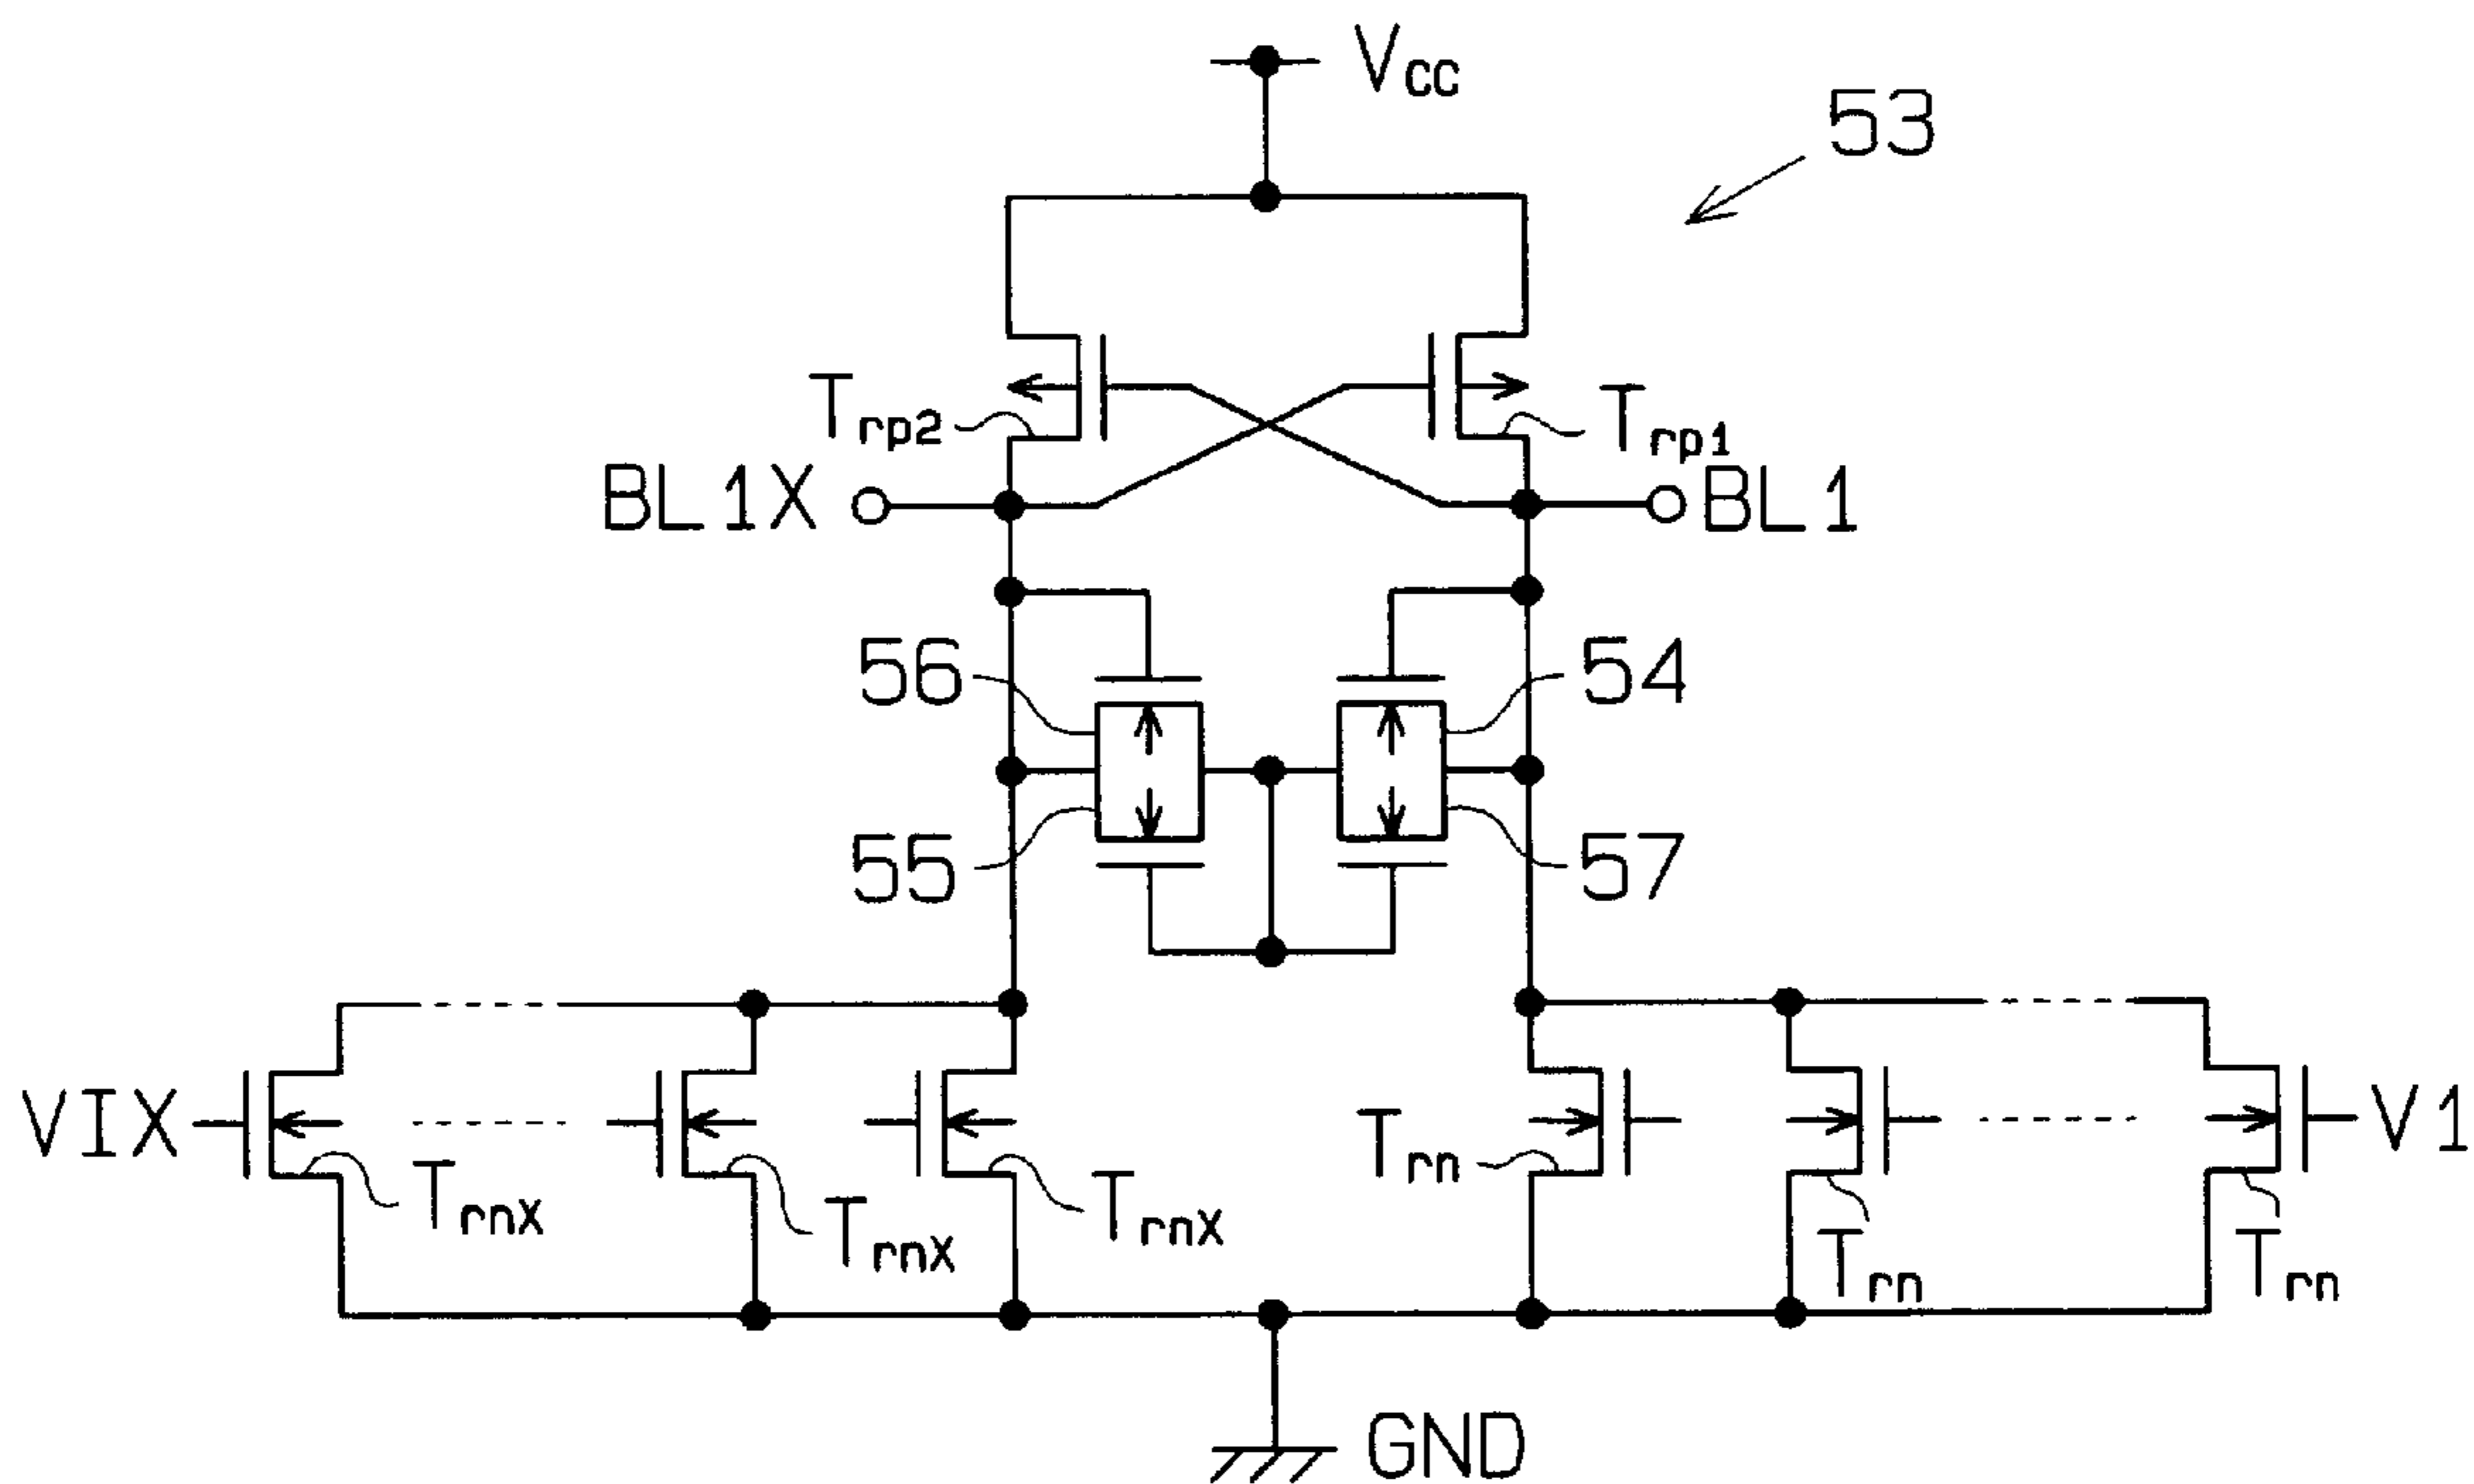 VCC
53
Trp2
Trp1
BL1X
BL1
56
54
55
57
VIX
TrnX
TrnX
TrnX
Trn
Trn
Trn
V1
GND